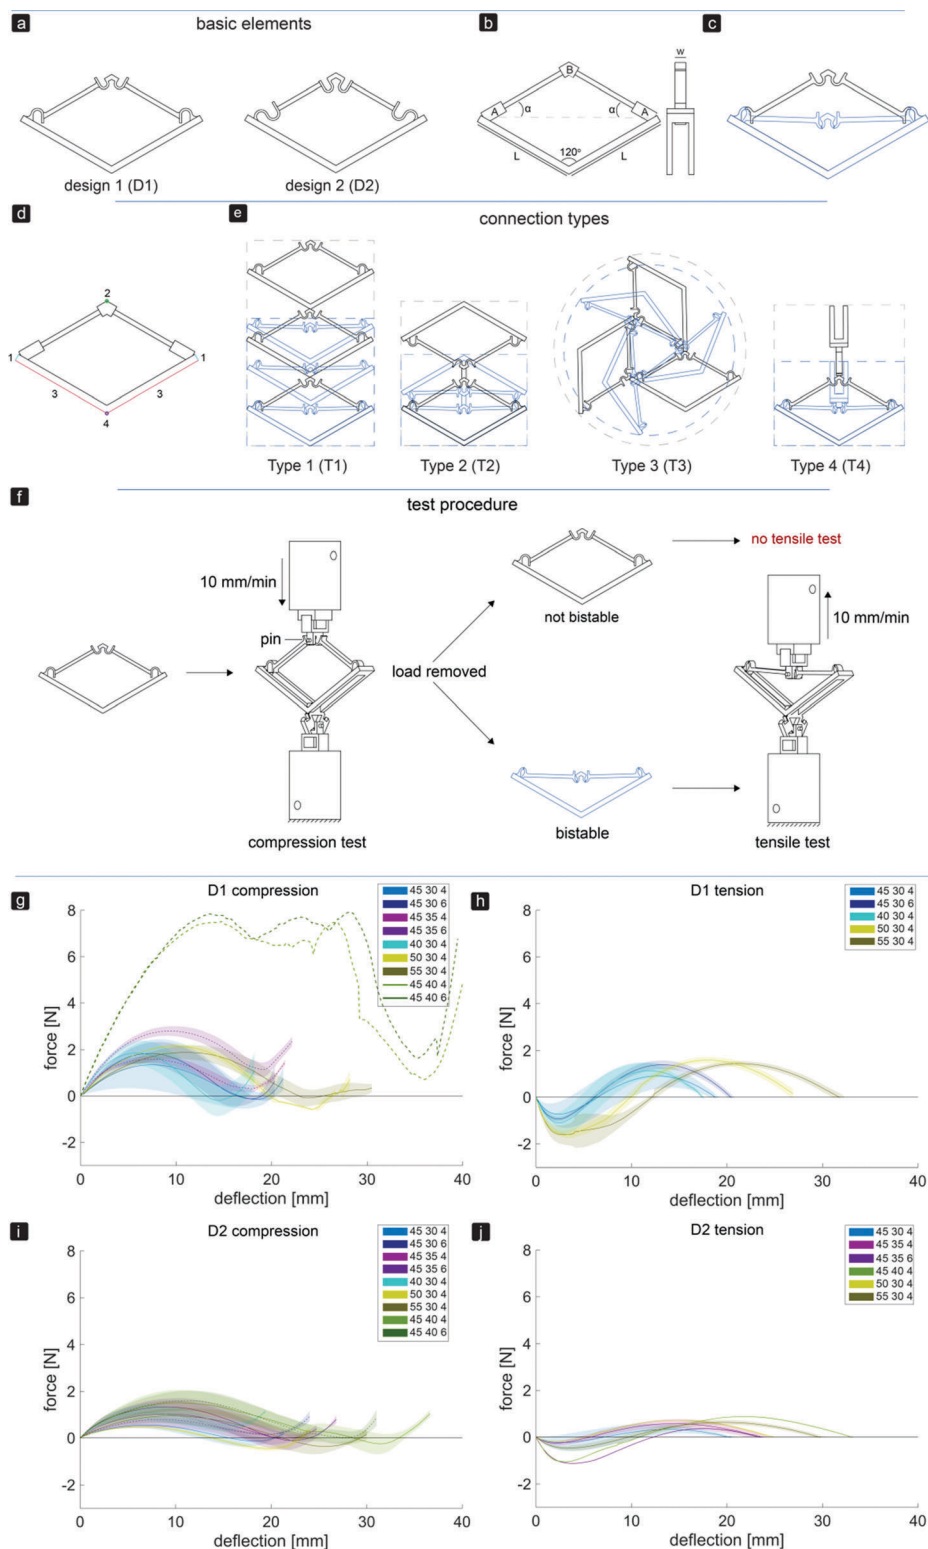 a
basic elements
design 1 (D1)
design 2 (D2)
b
w
B
A
α
α
A
120°
L
L
c
d
2
1
1
3
3
4
e
connection types
Type 1 (T1)
Type 2 (T2)
Type 3 (T3)
Type 4 (T4)
f
test procedure
10 mm/min
pin
compression test
load removed
not bistable
no tensile test
bistable
10 mm/min
tensile test
g
D1 compression
45 30 4
45 30 6
45 35 4
45 35 6
40 30 4
50 30 4
55 30 4
45 40 4
45 40 6
force [N]
8
6
4
2
0
-2
0 10 20 30 40
deflection [mm]
h
D1 tension
45 30 4
45 30 6
40 30 4
50 30 4
55 30 4
force [N]
8
6
4
2
0
-2
0 10 20 30 40
deflection [mm]
i
D2 compression
45 30 4
45 30 6
45 35 4
45 35 6
40 30 4
50 30 4
55 30 4
45 40 4
45 40 6
force [N]
8
6
4
2
0
-2
0 10 20 30 40
deflection [mm]
j
D2 tension
45 30 4
45 35 4
45 35 6
45 40 4
50 30 4
55 30 4
force [N]
8
6
4
2
0
-2
0 10 20 30 40
deflection [mm]